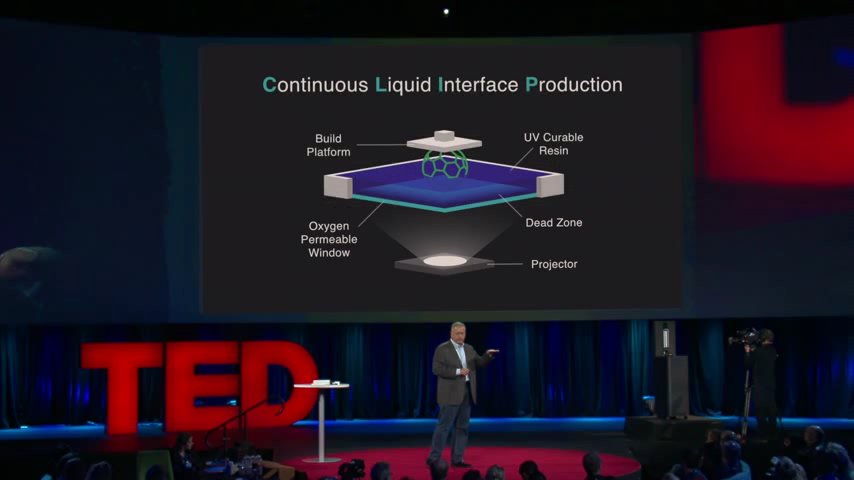 Continuous Liquid Interface Production
Build
Platform
UV Curable
Resin
Oxygen
Permeable
Window
Dead Zone
Projector
TED